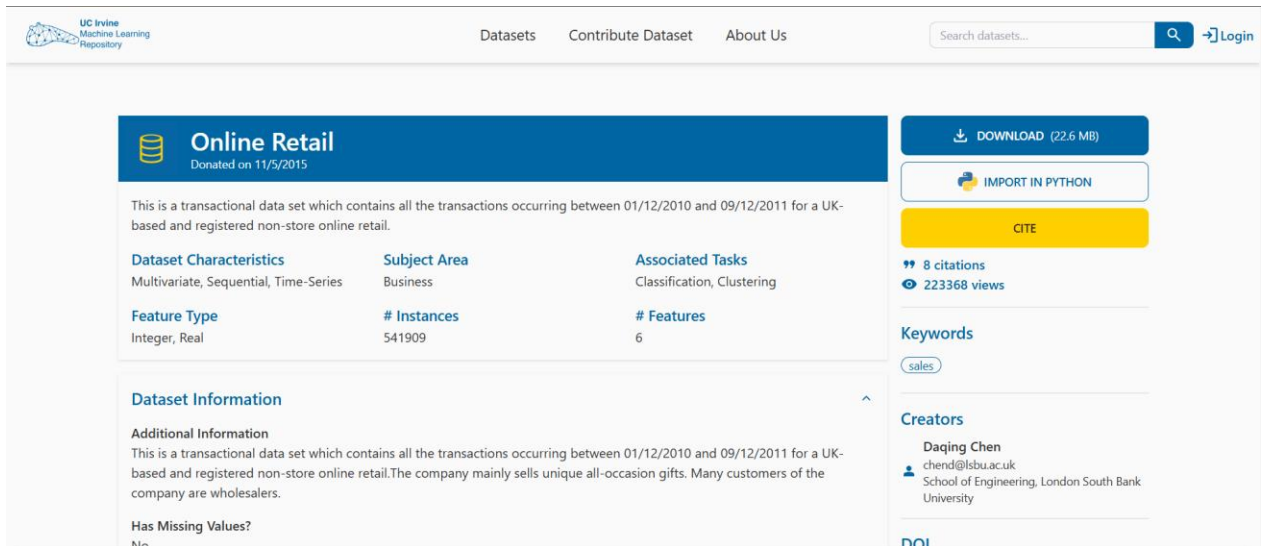 UC Irvine
Machine Learning
Repository
Datasets
Contribute Dataset
About Us
Search datasets...
Login
Online Retail
Donated on 11/5/2015
This is a transactional data set which contains all the transactions occurring between 01/12/2010 and 09/12/2011 for a UK-
based and registered non-store online retail.
Dataset Characteristics
Multivariate, Sequential, Time-Series
Subject Area
Business
Associated Tasks
Classification, Clustering
Feature Type
Integer, Real
# Instances
541909
# Features
6
Dataset Information
Additional Information
This is a transactional data set which contains all the transactions occurring between 01/12/2010 and 09/12/2011 for a UK-
based and registered non-store online retail.The company mainly sells unique all-occasion gifts. Many customers of the
company are wholesalers.
Has Missing Values?
No
DOWNLOAD (22.6 MB)
IMPORT IN PYTHON
CITE
8 citations
223368 views
Keywords
sales
Creators
Daqing Chen
chend@lsbu.ac.uk
School of Engineering, London South Bank
University
DOI